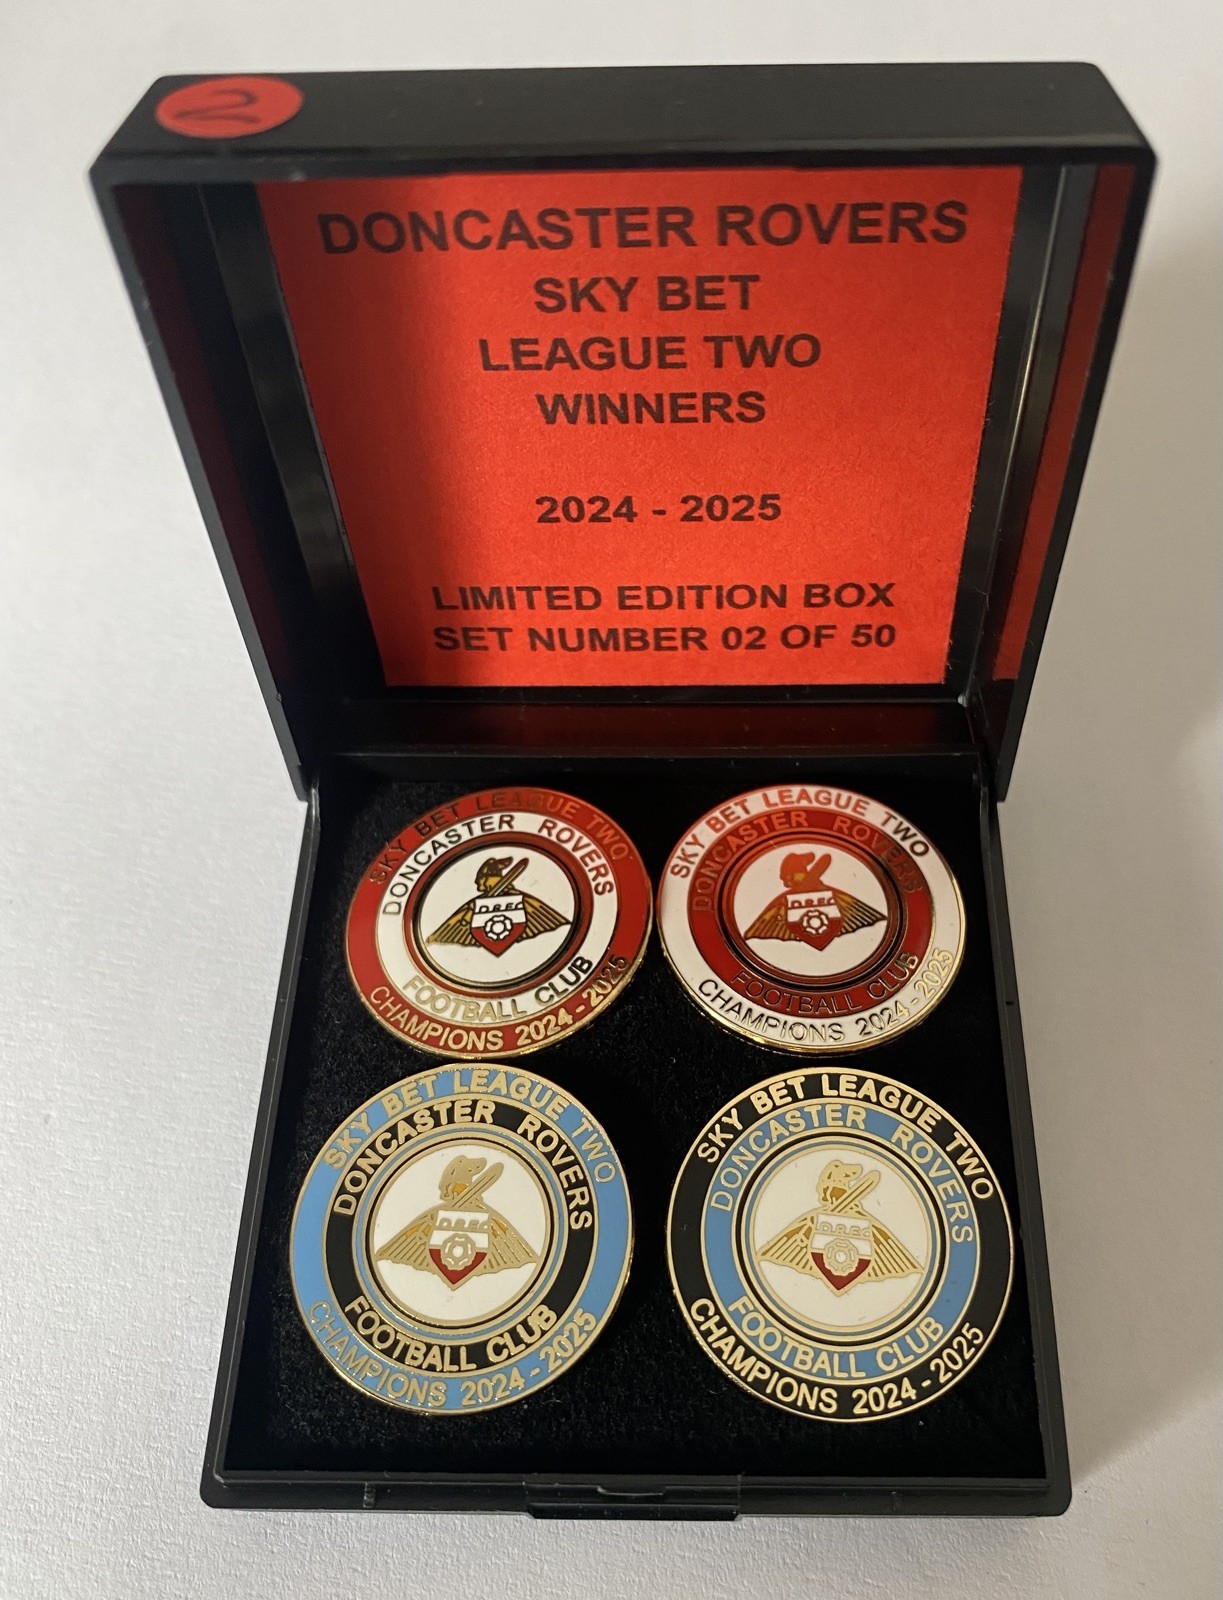 2
DONCASTER ROVERS
SKY BET
LEAGUE TWO
WINNERS
2024 - 2025
LIMITED EDITION BOX
SET NUMBER 02 OF 50
SKY BET LEAGUE TWO
DONCASTER ROVERS
D.R.F.C
FOOTBALL CLUB
CHAMPIONS 2024 - 2025
SKY BET LEAGUE TWO
DONCASTER ROVERS
D.R.F.C
FOOTBALL CLUB
CHAMPIONS 2024 - 2025
SKY BET LEAGUE TWO
DONCASTER ROVERS
D.R.F.C
FOOTBALL CLUB
CHAMPIONS 2024 - 2025
SKY BET LEAGUE TWO
DONCASTER ROVERS
D.R.F.C
FOOTBALL CLUB
CHAMPIONS 2024 - 2025